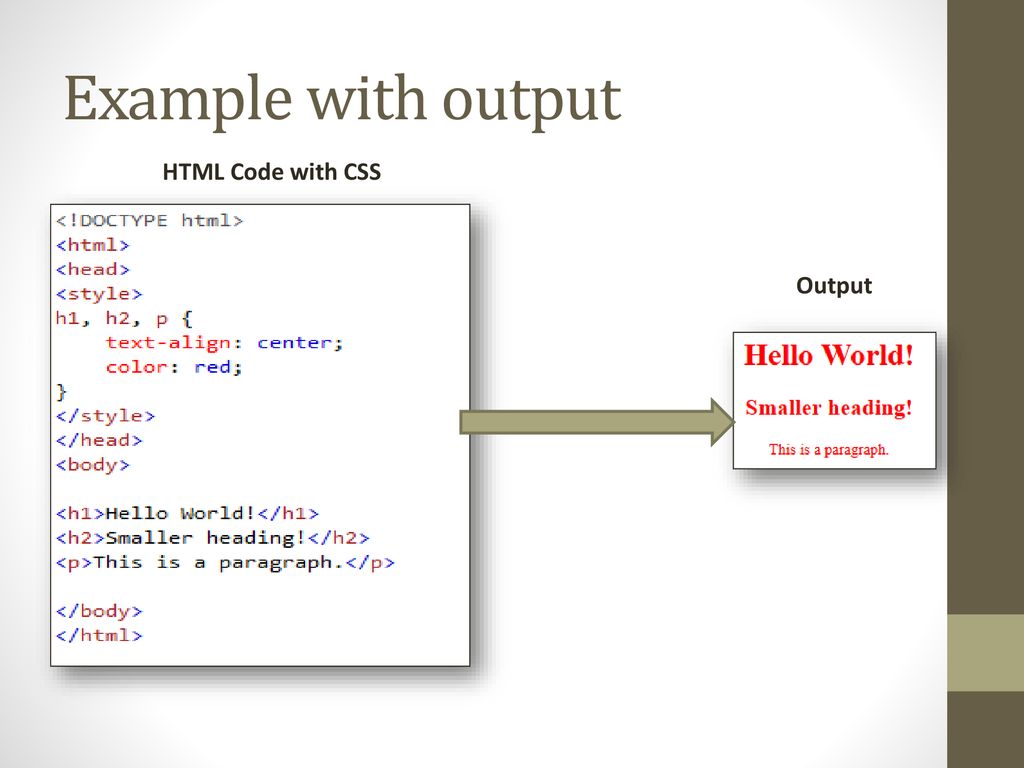 Example with output
HTML Code with CSS
<!DOCTYPE html>
<html>
<head>
<style>
h1, h2, p {
    text-align: center;
    color: red;
}
</style>
</head>
<body>

<h1>Hello World!</h1>
<h2>Smaller heading!</h2>
<p>This is a paragraph.</p>

</body>
</html>
Output
Hello World!
Smaller heading!
This is a paragraph.